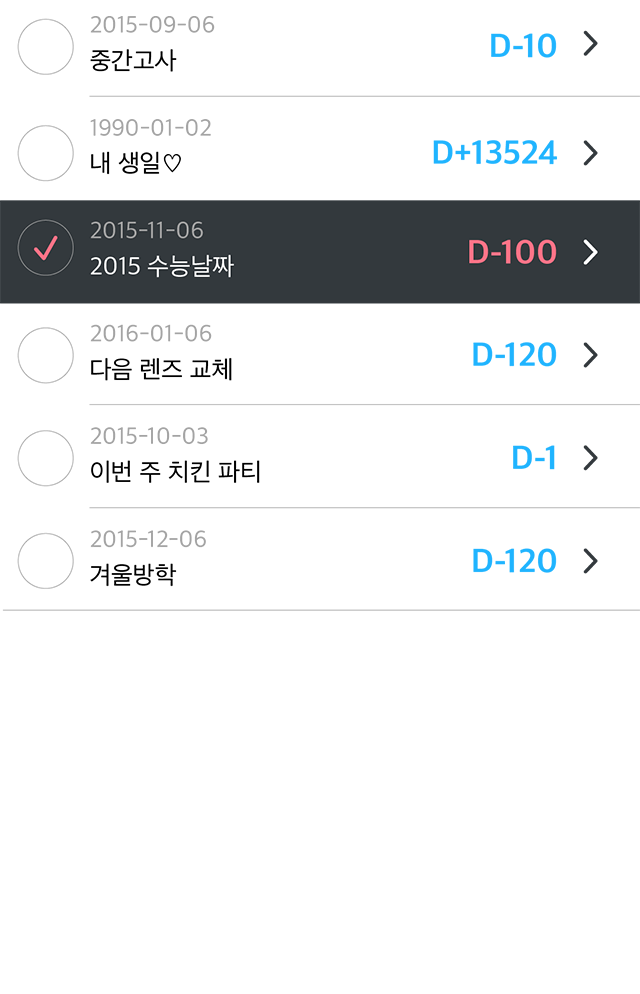 2015-09-06
중간고사
D-10
1990-01-02
내 생일♡
D+13524
2015-11-06
2015 수능날짜
D-100
2016-01-06
다음 렌즈 교체
D-120
2015-10-03
이번 주 치킨 파티
D-1
2015-12-06
겨울방학
D-120